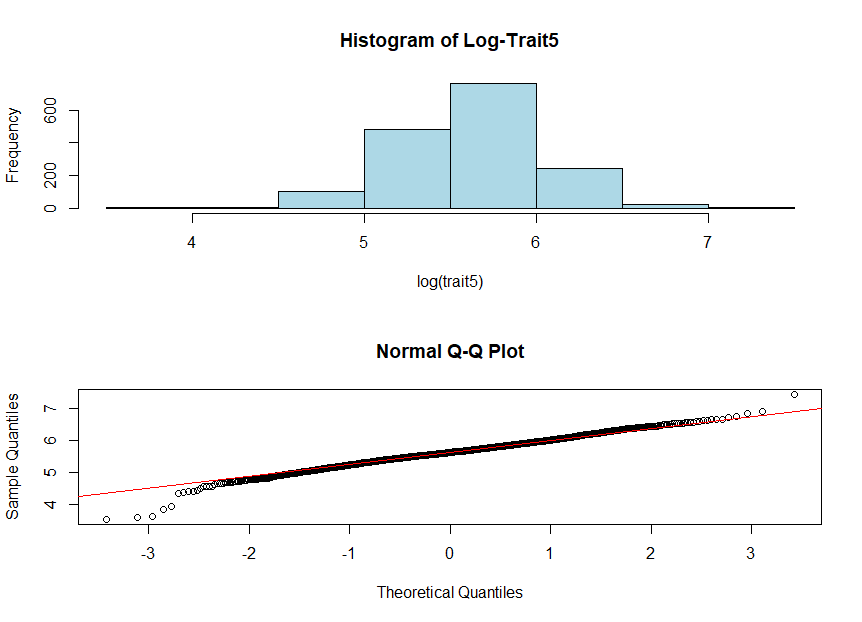 Histogram of Log-Trait5
Frequency
600
200
0
4 5 6 7
log(trait5)
Normal Q-Q Plot
Sample Quantiles
7
6
5
4
-3 -2 -1 0 1 2 3
Theoretical Quantiles